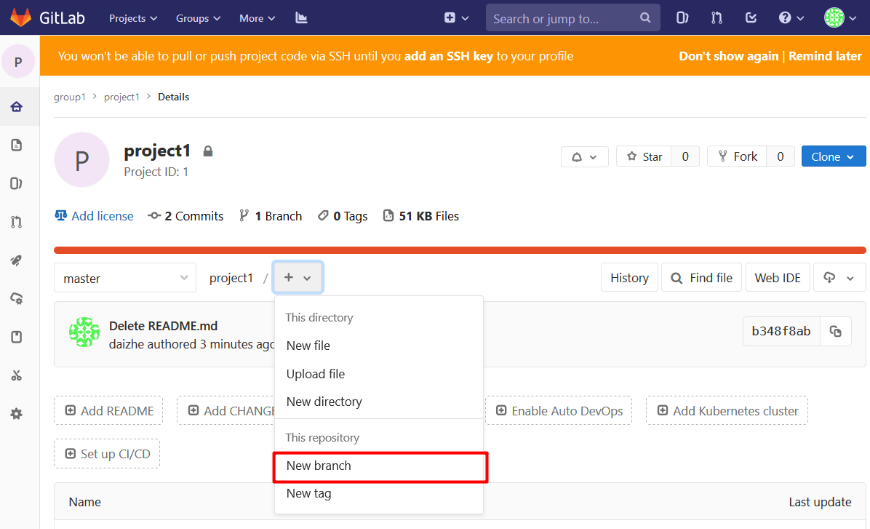 GitLab Projects Groups More Search or jump to...
P You won't be able to pull or push project code via SSH until you add an SSH key to your profile Don't show again | Remind later
group1 > project1 > Details
P project1
Project ID: 1
Star 0 Fork 0 Clone
Add license 2 Commits 1 Branch 0 Tags 51 KB Files
master project1 / + History Find file Web IDE
This directory
Delete README.md
daizhe authored 3 minutes ago
b348f8ab
New file
Upload file
New directory
Add README Add CHANGE Enable Auto DevOps Add Kubernetes cluster
This repository
Set up CI/CD
New branch
New tag
Name Last update